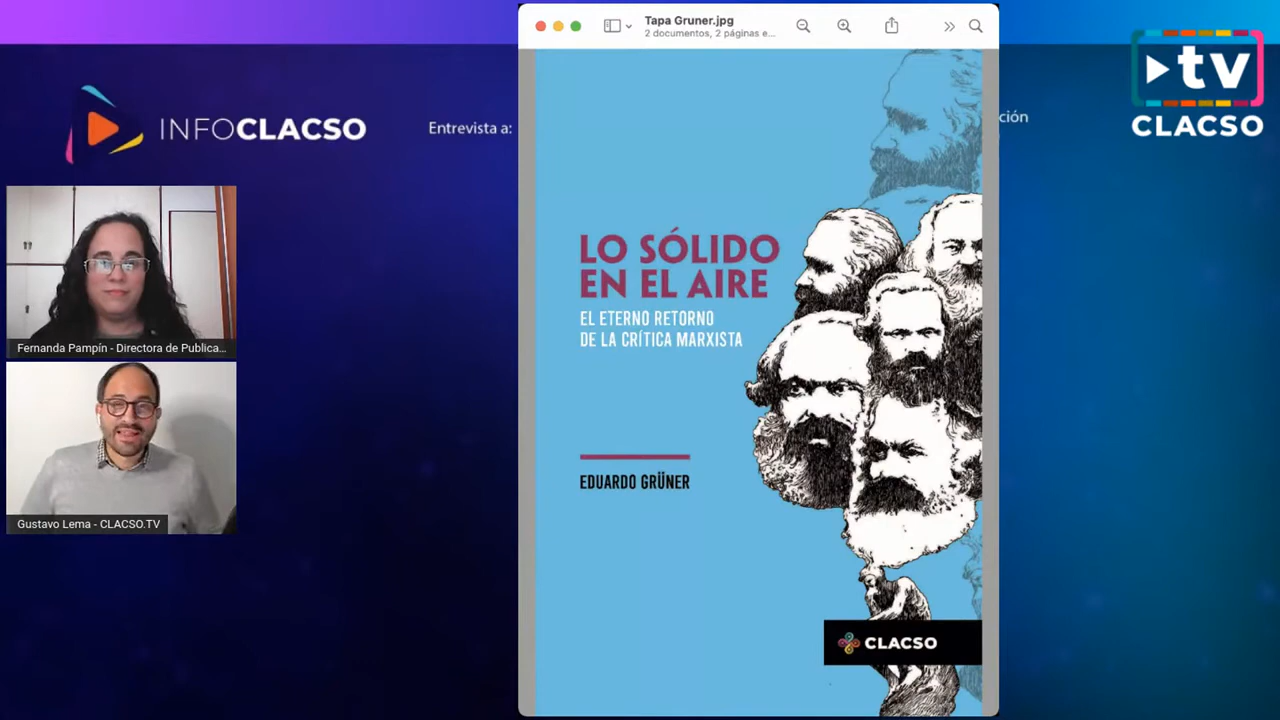 Tapa Gruner.jpg
2 documentos, 2 páginas e...
INFOCLACSO
Entrevista a:
ción
tv
CLACSO
LO SÓLIDO
EN EL AIRE
EL ETERNO RETORNO
DE LA CRÍTICA MARXISTA
Fernanda Pampín - Directora de Publica...
EDUARDO GRÜNER
Gustavo Lema - CLACSO.TV
CLACSO